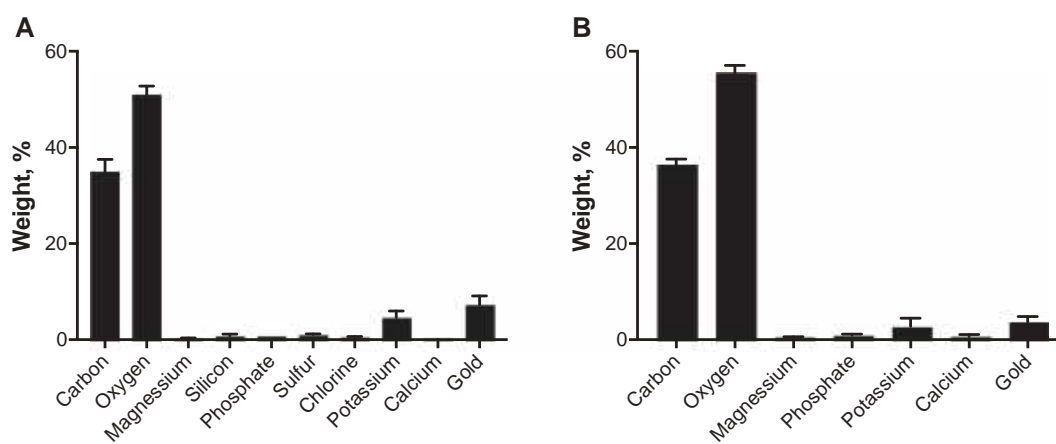 A
B
Weight, %
60
40
20
0
Carbon
Oxygen
Magnessium
Silicon
Phosphate
Sulfur
Chlorine
Potassium
Calcium
Gold
Weight, %
60
40
20
0
Carbon
Oxygen
Magnessium
Phosphate
Potassium
Calcium
Gold